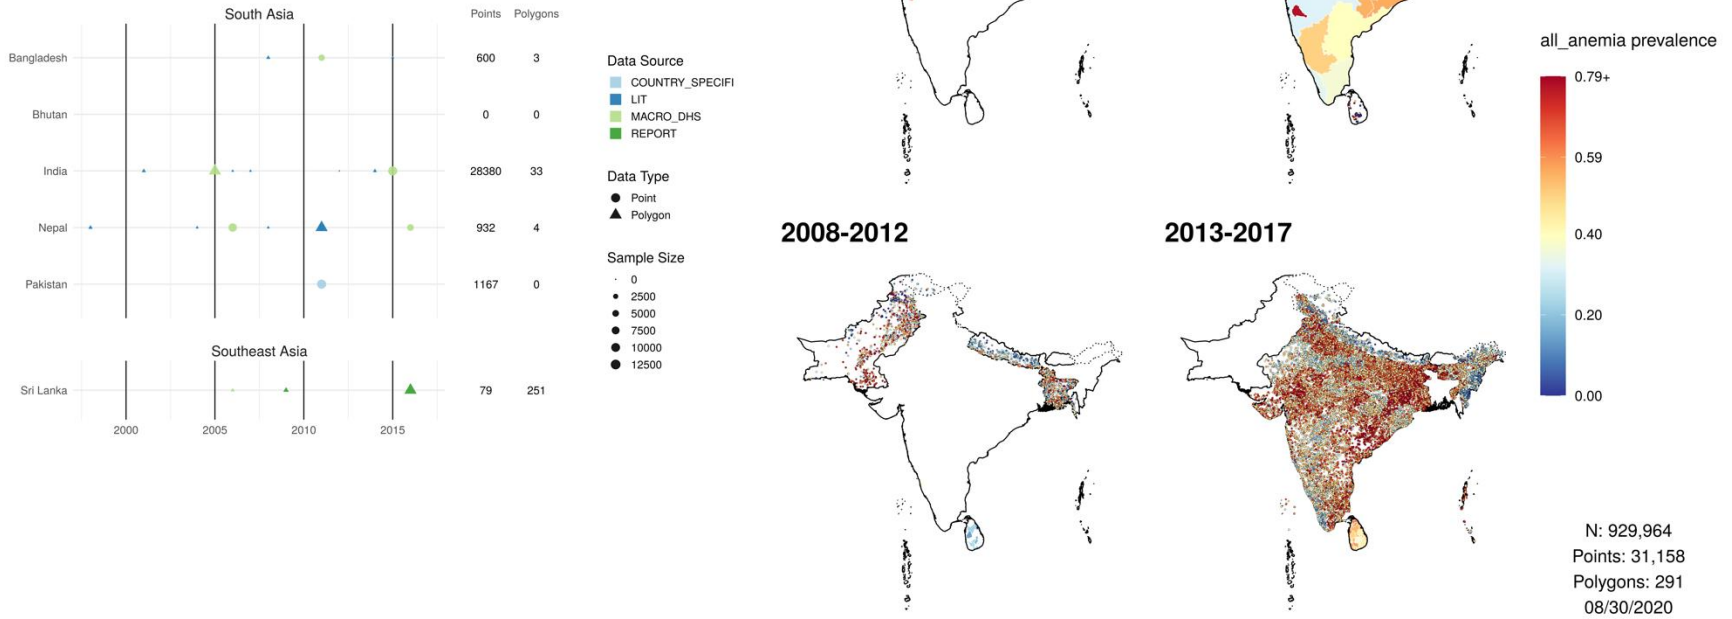 South Asia
Points Polygons
Bangladesh 600 3
Bhutan 0 0
India 28380 33
Nepal 932 4
Pakistan 1167 0
Southeast Asia
Sri Lanka 79 251
2000 2005 2010 2015
Data Source
COUNTRY_SPECIFI
LIT
MACRO_DHS
REPORT
Data Type
Point
Polygon
Sample Size
0
2500
5000
7500
10000
12500
2008-2012
2013-2017
all_anemia prevalence
0.79+
0.59
0.40
0.20
0.00
N: 929,964
Points: 31,158
Polygons: 291
08/30/2020